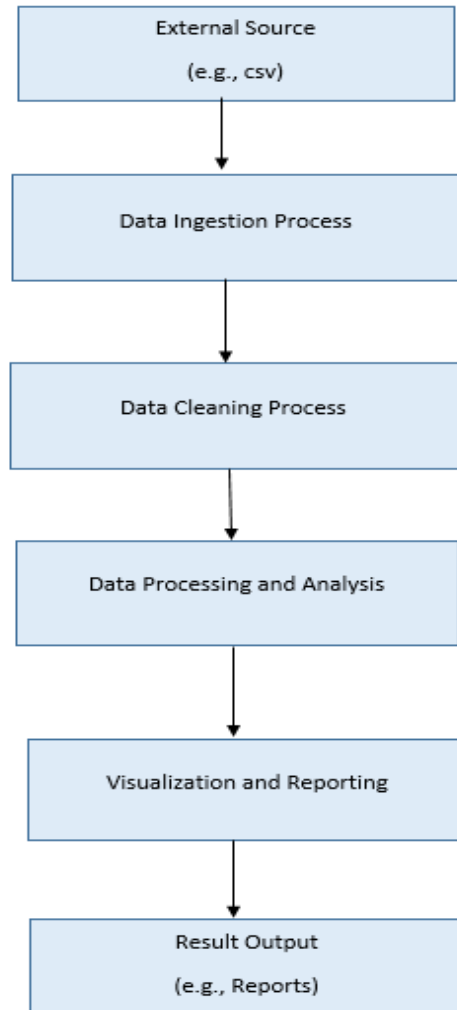 External Source
(e.g., csv)
Data Ingestion Process
Data Cleaning Process
Data Processing and Analysis
Visualization and Reporting
Result Output
(e.g., Reports)